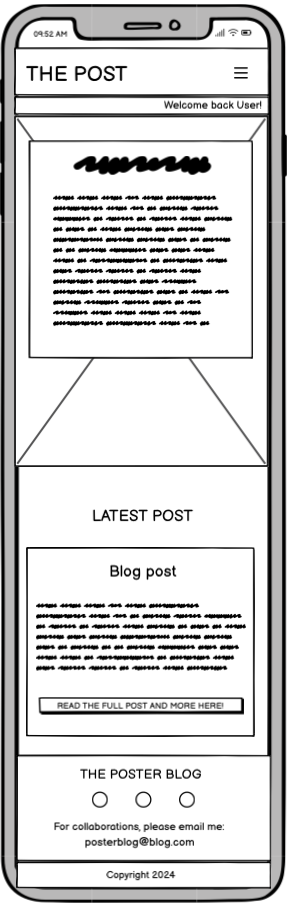 09:52 AM
THE POST
Welcome back User!
LATEST POST
Blog post
READ THE FULL POST AND MORE HERE!
THE POSTER BLOG
For collaborations, please email me:
posterblog@blog.com
Copyright 2024